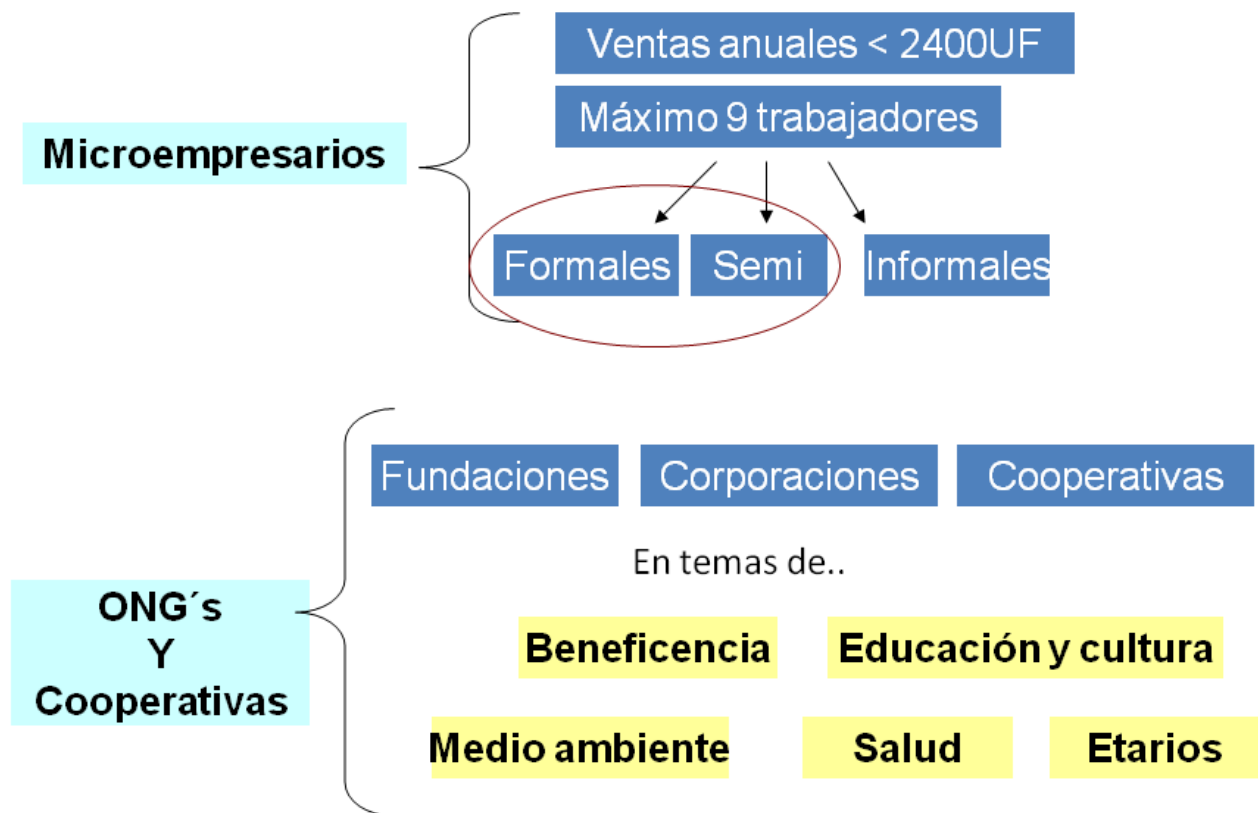 Ventas anuales < 2400UF
Máximo 9 trabajadores
Microempresarios
Formales
Semi
Informales
Fundaciones
Corporaciones
Cooperativas
En temas de..
ONG´s
Y
Cooperativas
Beneficencia
Educación y cultura
Medio ambiente
Salud
Etarios